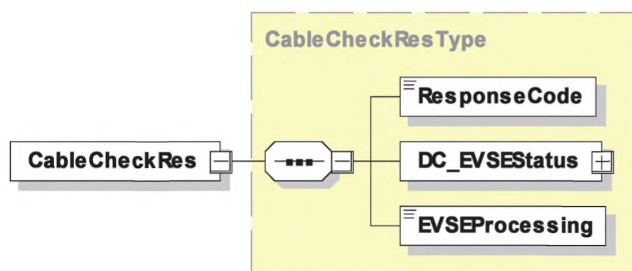 CableCheckResType
ResponseCode
CableCheckRes
DC_EVSEStatus
EVSEProcessing